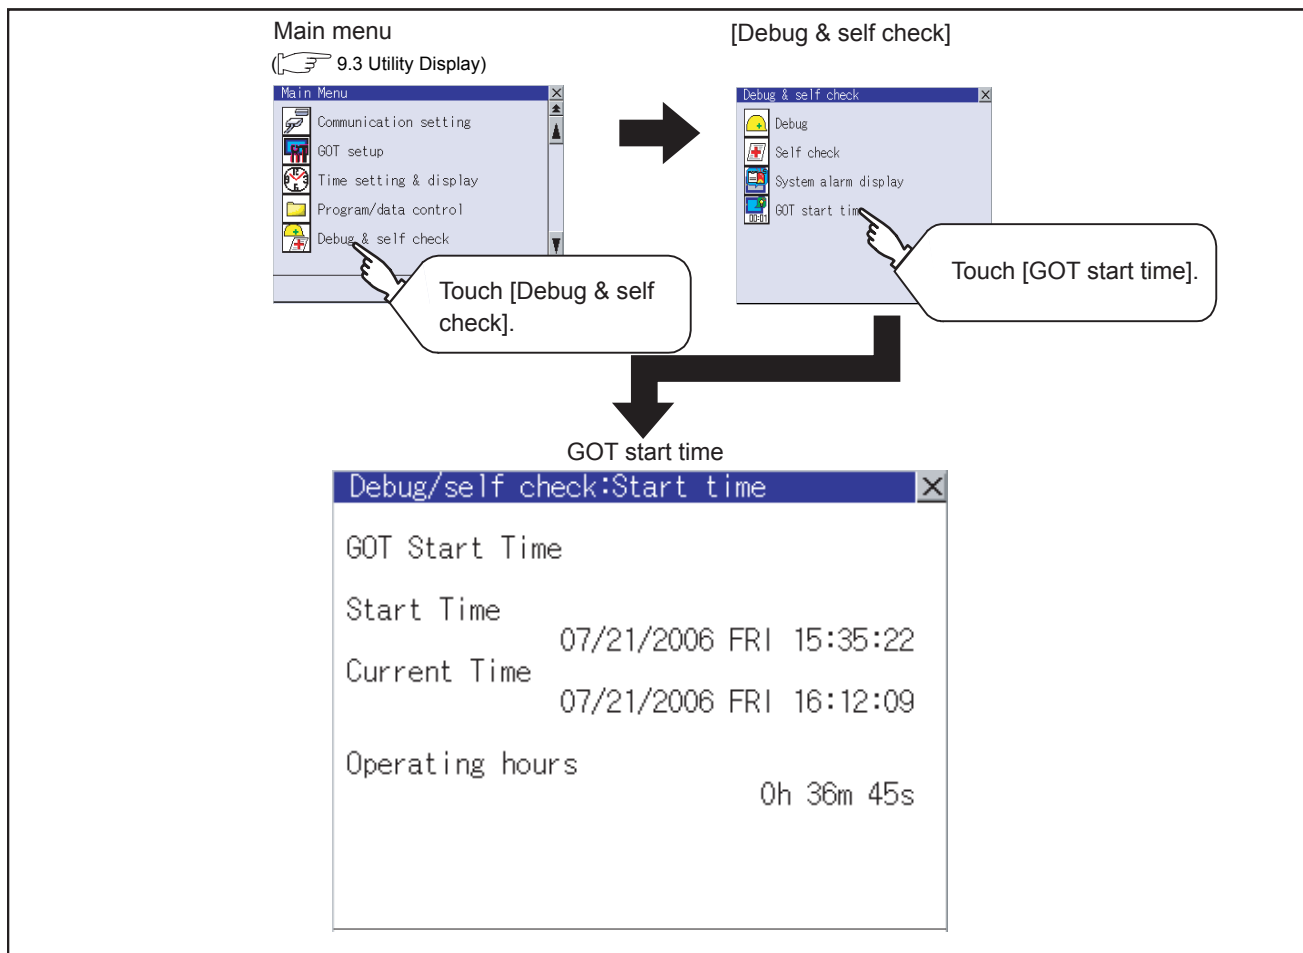 Main menu
( 9.3 Utility Display)
Main Menu
Communication setting
GOT setup
Time setting & display
Program/data control
Debug & self check
Touch [Debug & self
check].
[Debug & self check]
Debug & self check
Debug
Self check
System alarm display
00:01
GOT start time
Touch [GOT start time].
GOT start time
Debug/self check:Start time
GOT Start Time
Start Time
07/21/2006 FRI 15:35:22
Current Time
07/21/2006 FRI 16:12:09
Operating hours
0h 36m 45s